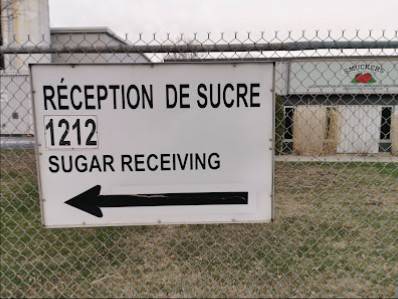 SMUCKER'S
RÉCEPTION DE SUCRE
1212
SUGAR RECEIVING